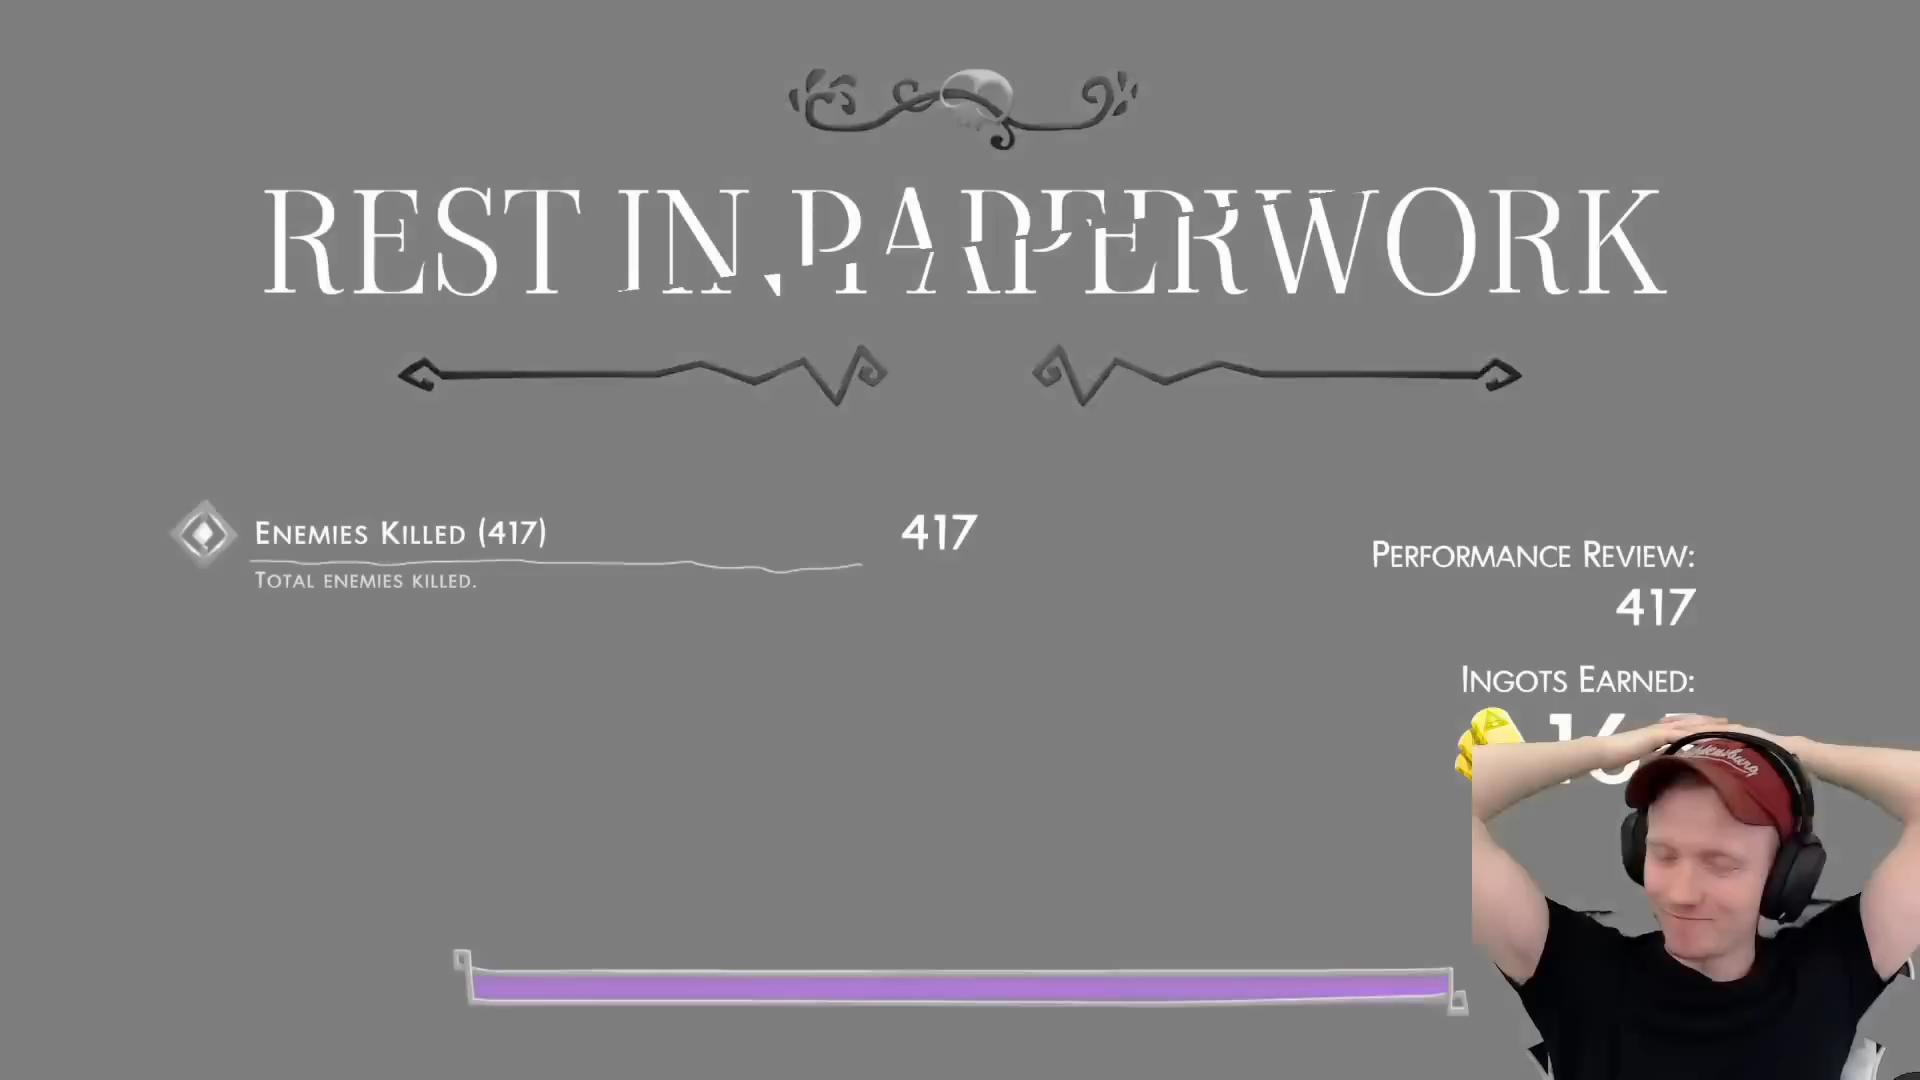 REST IN PAPERWORK
ENEMIES KILLED (417)
417
TOTAL ENEMIES KILLED.
PERFORMANCE REVIEW:
417
INGOTS EARNED: